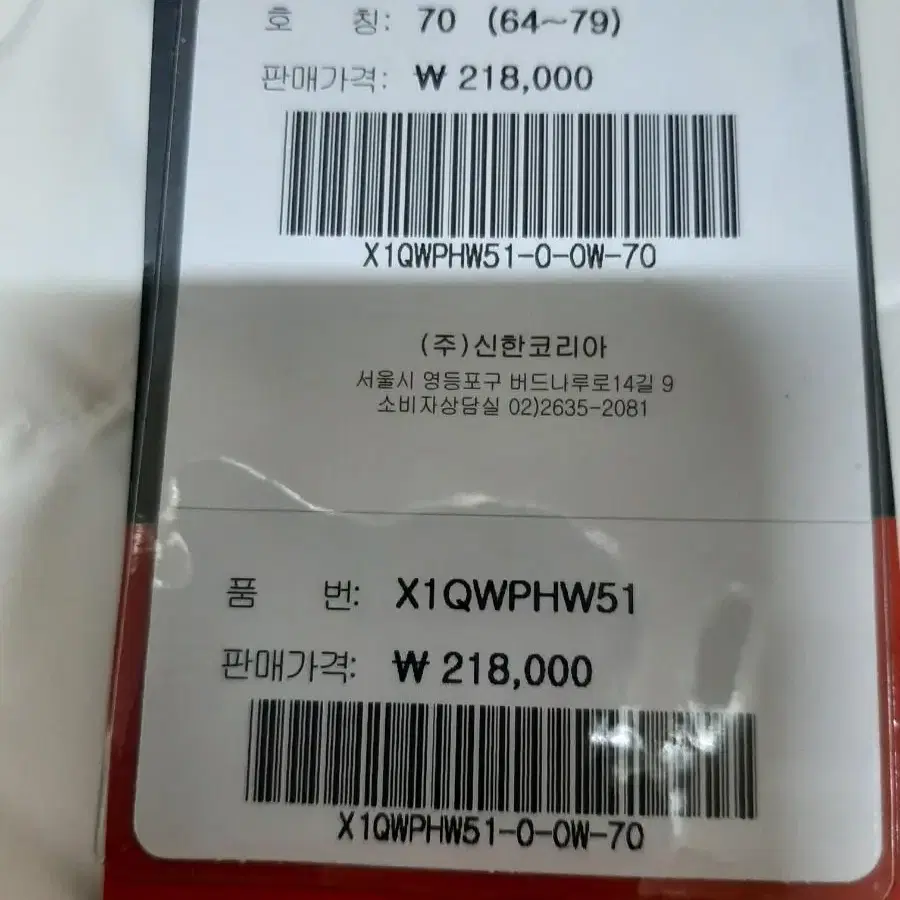 호 칭: 70 (64~79)
판매가격: ₩ 218,000
X1QWPHW51-0-0W-70
(주)신한코리아
서울시 영등포구 버드나루로14길 9
소비자상담실 02)2635-2081
품 번: X1QWPHW51
판매가격: ₩ 218,000
X1QWPHW51-0-0W-70